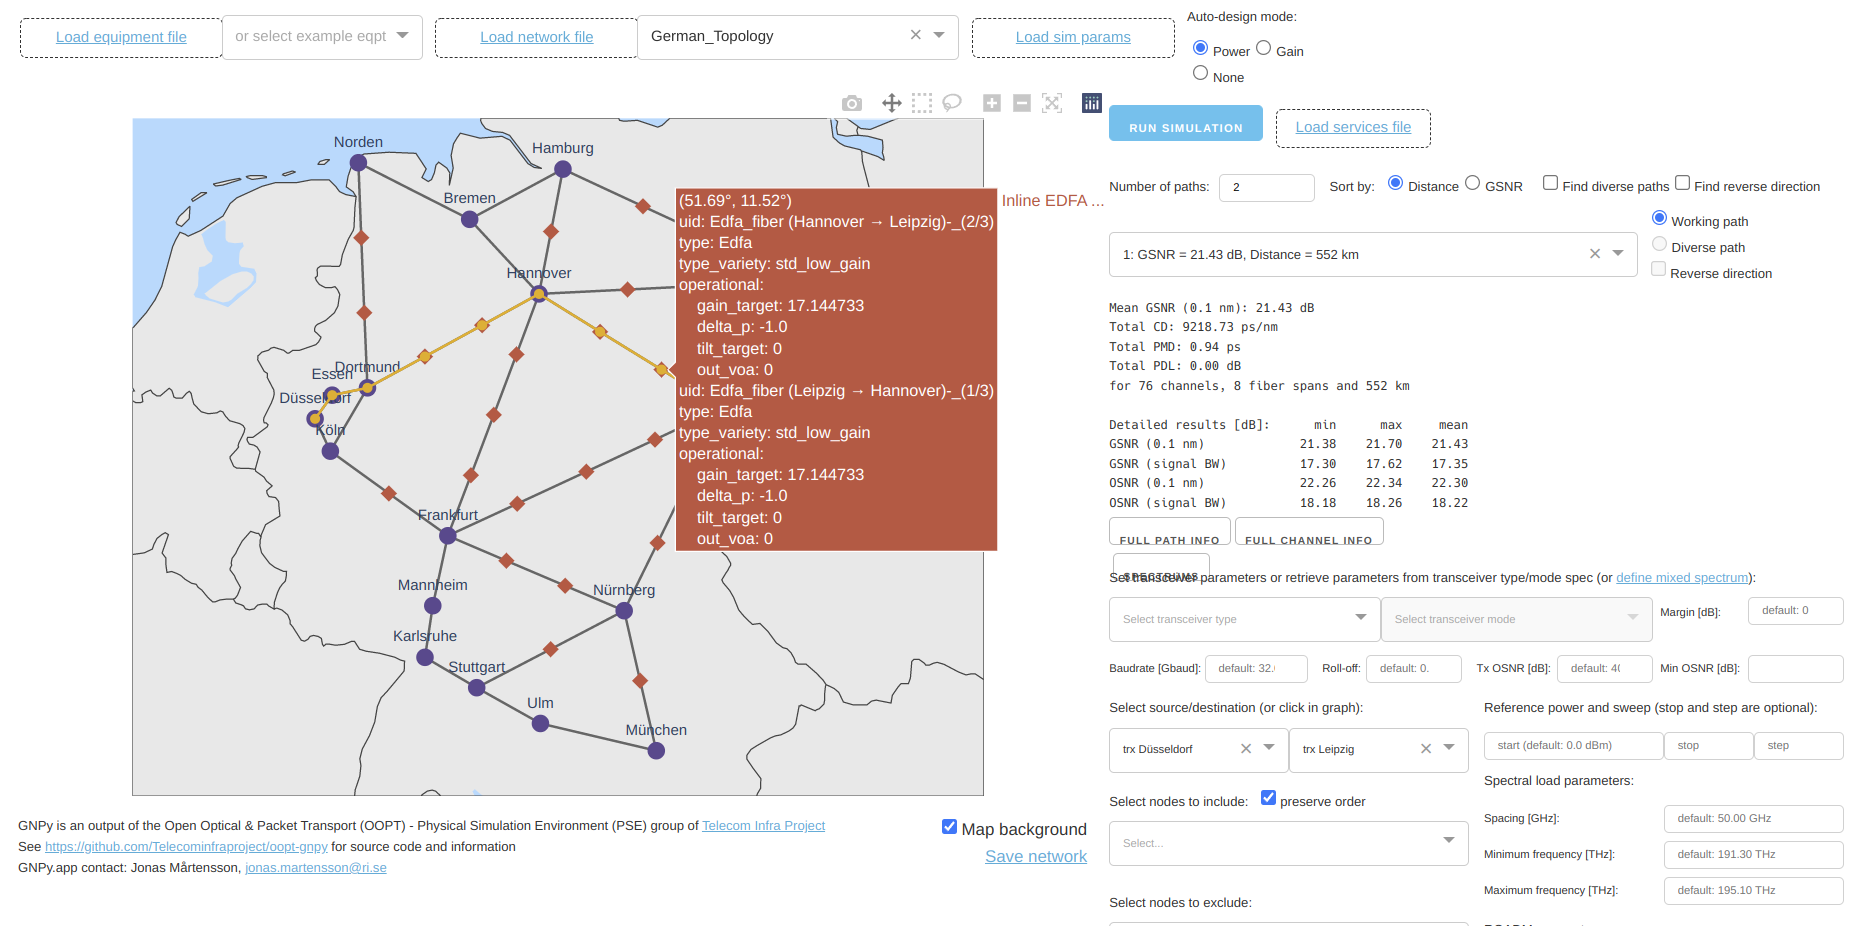 Load equipment file
or select example eqpt
Load network file
German_Topology
Load sim params
Auto-design mode:
Power
Gain
None
RUN SIMULATION
Load services file
Number of paths:
2
Sort by:
Distance
GSNR
Find diverse paths
Find reverse direction
Working path
Diverse path
Reverse direction
1: GSNR = 21.43 dB, Distance = 552 km
Mean GSNR (0.1 nm): 21.43 dB
Total CD: 9218.73 ps/nm
Total PMD: 0.94 ps
Total PDL: 0.00 dB
for 76 channels, 8 fiber spans and 552 km
Detailed results [dB]: min max mean
GSNR (0.1 nm) 21.38 21.70 21.43
GSNR (signal BW) 17.30 17.62 17.35
OSNR (0.1 nm) 22.26 22.34 22.30
OSNR (signal BW) 18.18 18.26 18.22
FULL PATH INFO
FULL CHANNEL INFO
SPECTRUMS
Set transceiver parameters or retrieve parameters from transceiver type/mode spec (or define mixed spectrum):
Select transceiver type
Select transceiver mode
Margin [dB]:
default: 0
Baudrate [Gbaud]:
default: 32.
Roll-off:
default: 0.
Tx OSNR [dB]:
default: 40
Min OSNR [dB]:
Select source/destination (or click in graph):
trx Düsseldorf
trx Leipzig
Reference power and sweep (stop and step are optional):
start (default: 0.0 dBm)
stop
step
Select nodes to include:
preserve order
Select...
Select nodes to exclude:
Spectral load parameters:
Spacing [GHz]:
default: 50.00 GHz
Minimum frequency [THz]:
default: 191.30 THz
Maximum frequency [THz]:
default: 195.10 THz
Norden
Hamburg
Bremen
Hannover
Dortmund
Essen
Düsseldorf
Köln
Frankfurt
Mannheim
Nürnberg
Karlsruhe
Stuttgart
Ulm
München
(51.69°, 11.52°)
uid: Edfa_fiber (Hannover → Leipzig)-_(2/3)
type: Edfa
type_variety: std_low_gain
operational:
gain_target: 17.144733
delta_p: -1.0
tilt_target: 0
out_voa: 0
uid: Edfa_fiber (Leipzig → Hannover)-_(1/3)
type: Edfa
type_variety: std_low_gain
operational:
gain_target: 17.144733
delta_p: -1.0
tilt_target: 0
out_voa: 0
Inline EDFA ...
GNPy is an output of the Open Optical & Packet Transport (OOPT) - Physical Simulation Environment (PSE) group of Telecom Infra Project
See https://github.com/Telecominfraproject/oopt-gnpy for source code and information
GNPy.app contact: Jonas Mårtensson, jonas.martensson@ri.se
Map background
Save network